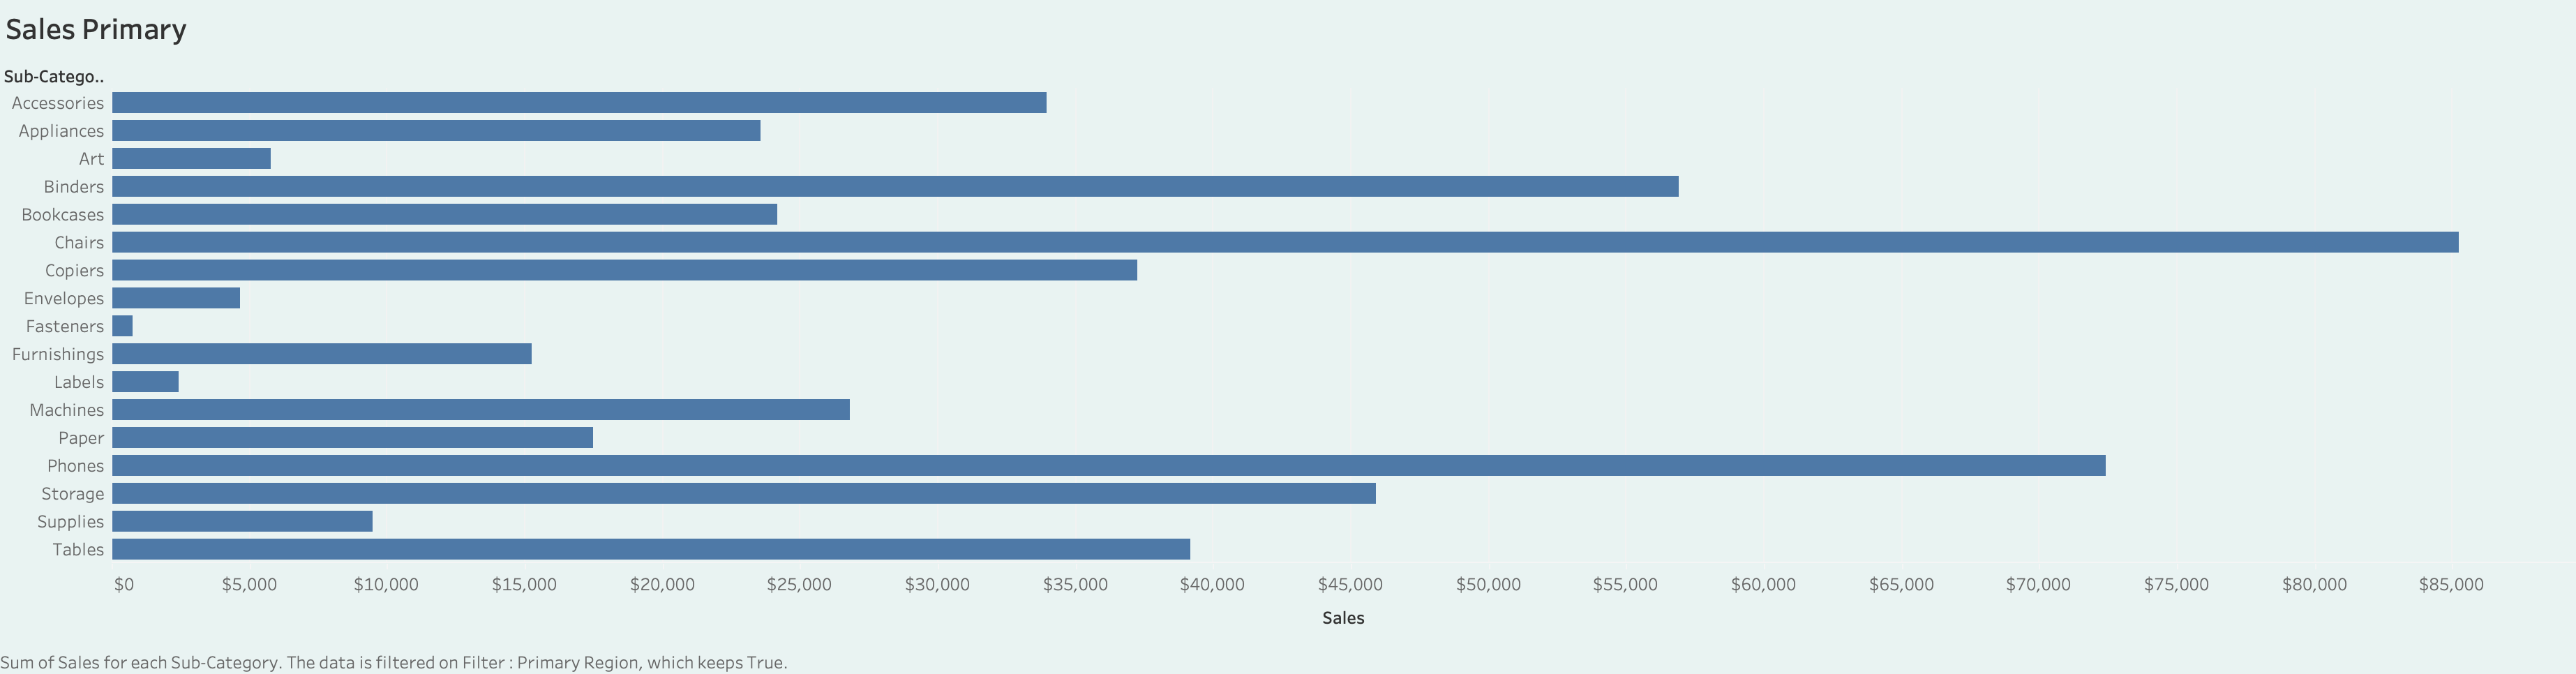 Sales Primary
Sub-Catego..
Accessories
Appliances
Art
Binders
Bookcases
Chairs
Copiers
Envelopes
Fasteners
Furnishings
Labels
Machines
Paper
Phones
Storage
Supplies
Tables
$0 $5,000 $10,000 $15,000 $20,000 $25,000 $30,000 $35,000 $40,000 $45,000 $50,000 $55,000 $60,000 $65,000 $70,000 $75,000 $80,000 $85,000
Sales
Sum of Sales for each Sub-Category. The data is filtered on Filter : Primary Region, which keeps True.